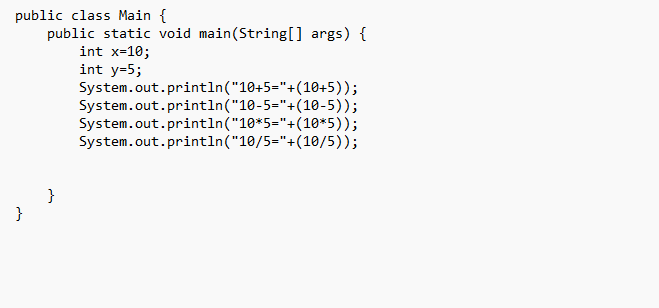 public class Main {
    public static void main(String[] args) {
        int x=10;
        int y=5;
        System.out.println("10+5="+(10+5));
        System.out.println("10-5="+(10-5));
        System.out.println("10*5="+(10*5));
        System.out.println("10/5="+(10/5));
    }
}